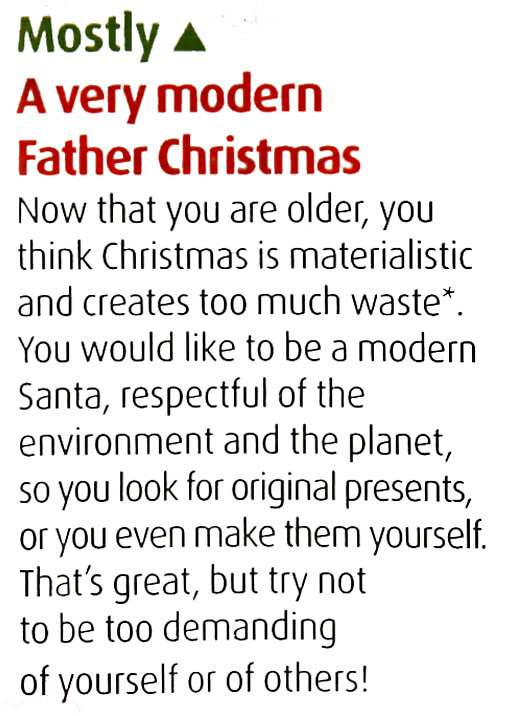 Mostly ▲
A very modern
Father Christmas
Now that you are older, you
think Christmas is materialistic
and creates too much waste*.
You would like to be a modern
Santa, respectful of the
environment and the planet,
so you look for original presents,
or you even make them yourself.
That's great, but try not
to be too demanding
of yourself or of others!